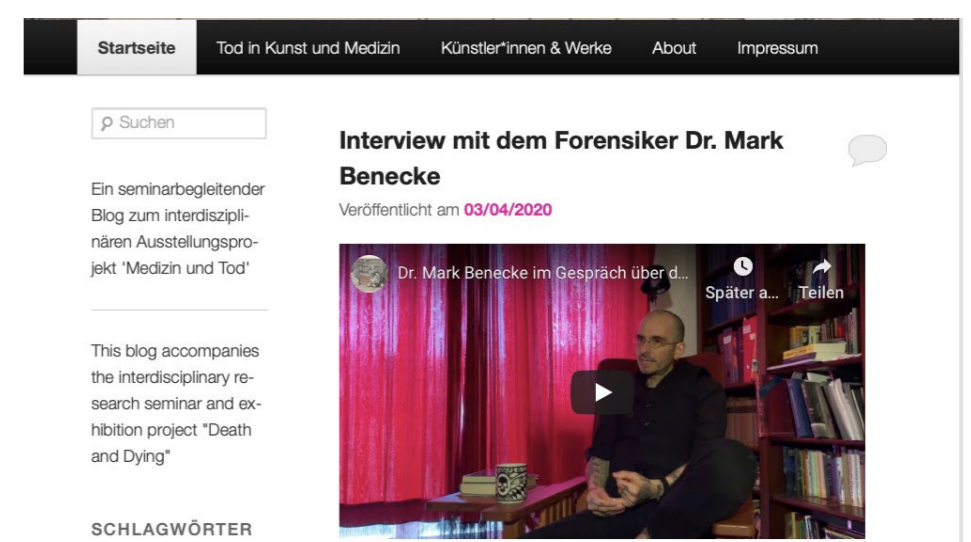 Startseite Tod in Kunst und Medizin Künstler*innen & Werke About Impressum
Suchen
Ein seminarbegleitender
Blog zum interdiszipli-
nären Ausstellungspro-
jekt 'Medizin und Tod'
This blog accompanies
the interdisciplinary re-
search seminar and ex-
hibition project "Death
and Dying"
SCHLAGWÖRTER
Interview mit dem Forensiker Dr. Mark
Benecke
Veröffentlicht am 03/04/2020
Dr. Mark Benecke im Gespräch über d...
Später a... Teilen